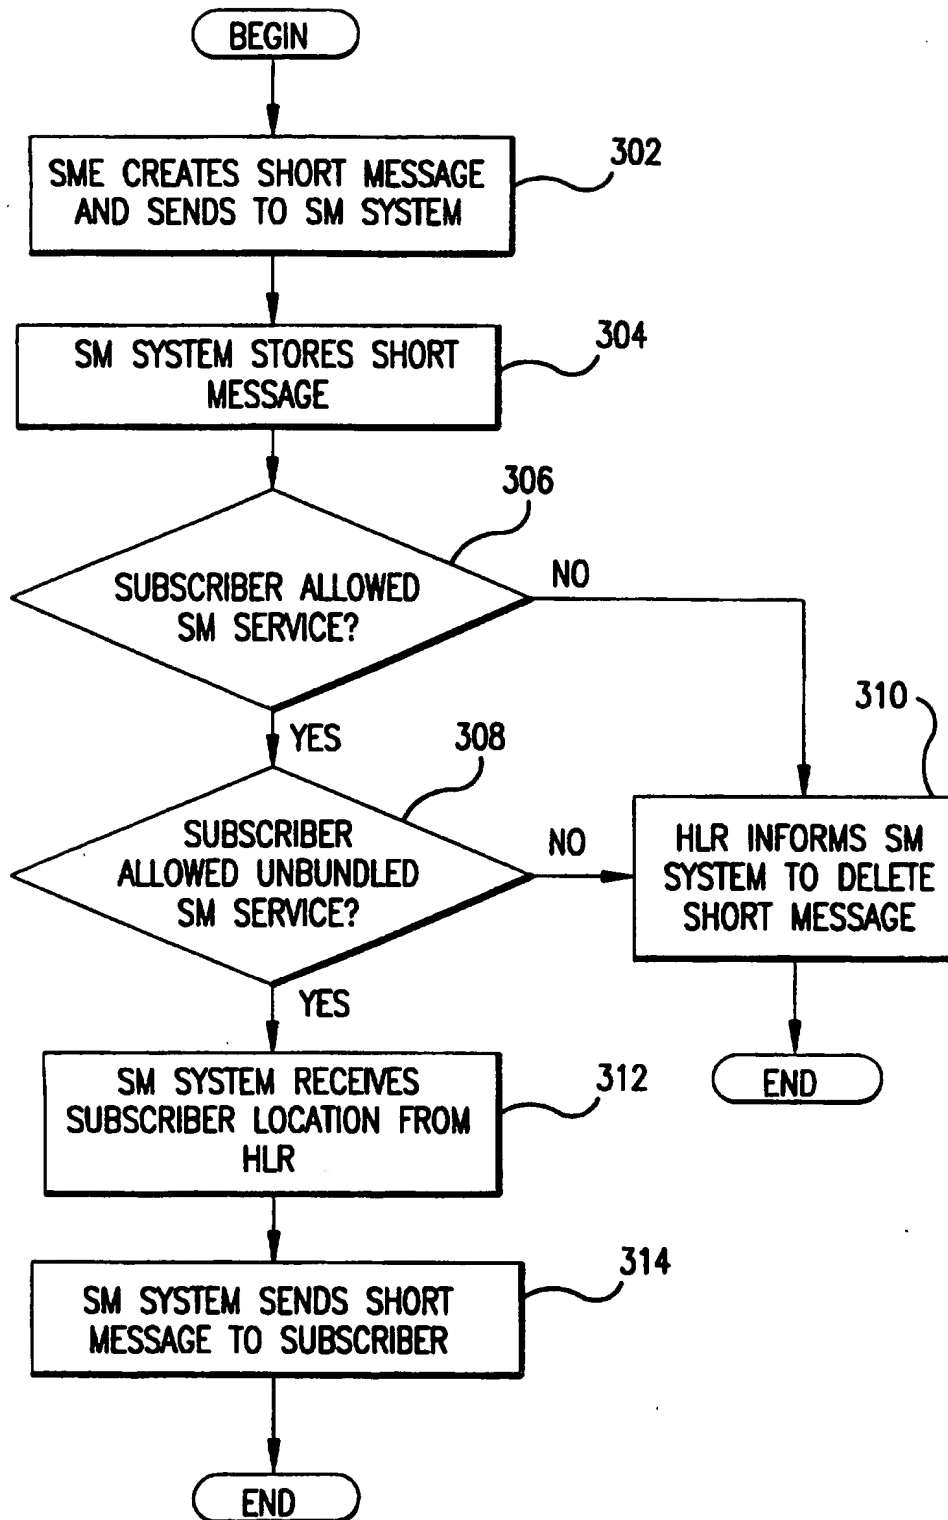 BEGIN
SME CREATES SHORT MESSAGE
AND SENDS TO SM SYSTEM
302
SM SYSTEM STORES SHORT
MESSAGE
304
306
SUBSCRIBER ALLOWED
SM SERVICE?
NO
YES
308
310
SUBSCRIBER
ALLOWED UNBUNDLED
SM SERVICE?
NO
HLR INFORMS SM
SYSTEM TO DELETE
SHORT MESSAGE
YES
SM SYSTEM RECEIVES
SUBSCRIBER LOCATION FROM
HLR
312
END
SM SYSTEM SENDS SHORT
MESSAGE TO SUBSCRIBER
314
END